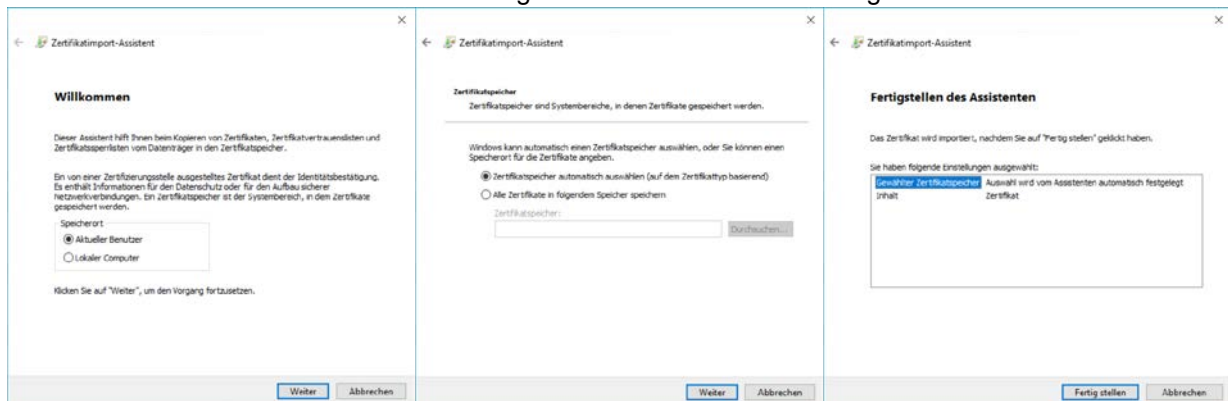 Zertifikatimport-Assistent
Willkommen
Dieser Assistent hilft Ihnen beim Kopieren von Zertifikaten, Zertifikatvertrauenslisten und
Zertifikatssperrlisten vom Datenträger in den Zertifikatspeicher.
Ein von einer Zertifizierungsstelle ausgestelltes Zertifikat dient der Identitätsbestätigung.
Es enthält Informationen für den Datenschutz oder für den Aufbau sicherer
Netzwerkverbindungen. Ein Zertifikatspeicher ist der Systembereich, in dem Zertifikate
gespeichert werden.
Speicherort
Aktueller Benutzer
Lokaler Computer
Klicken Sie auf "Weiter", um den Vorgang fortzusetzen.
Weiter
Abbrechen
Zertifikatimport-Assistent
Zertifikatspeicher
Zertifikatspeicher sind Systembereiche, in denen Zertifikate gespeichert werden.
Windows kann automatisch einen Zertifikatspeicher auswählen, oder Sie können einen
Speicherort für die Zertifikate angeben.
Zertifikatspeicher automatisch auswählen (auf dem Zertifikattyp basierend)
Alle Zertifikate in folgendem Speicher speichern
Zertifikatspeicher:
Durchsuchen...
Weiter
Abbrechen
Zertifikatimport-Assistent
Fertigstellen des Assistenten
Das Zertifikat wird importiert, nachdem Sie auf "Fertig stellen" geklickt haben.
Sie haben folgende Einstellungen ausgewählt:
Gewählter Zertifikatspeicher Auswahl wird vom Assistenten automatisch festgelegt
Inhalt Zertifikat
Fertig stellen
Abbrechen